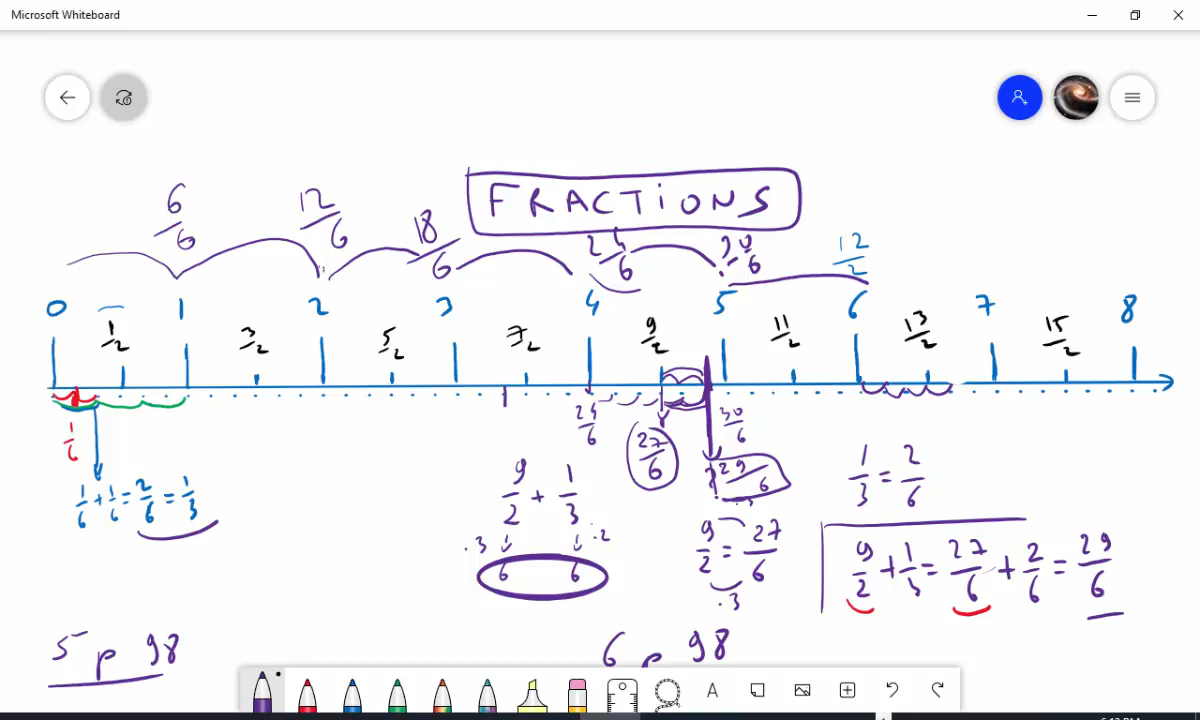 Microsoft Whiteboard
FRACTIONS
6/6 12/6 18/6 24/6 30/6 12/2
0 1 2 3 4 5 6 7 8
1/2 3/2 5/2 7/2 9/2 11/2 13/2 15/2
1/6 24/6 27/6 30/6 29/6
1/6 + 1/6 = 2/6 = 1/3
9/2 + 1/3
.3 .2
6 6
9/2 = 27/6
.3
1/3 = 2/6
9/2 + 1/3 = 27/6 + 2/6 = 29/6
5 p 98
6 p 98
A